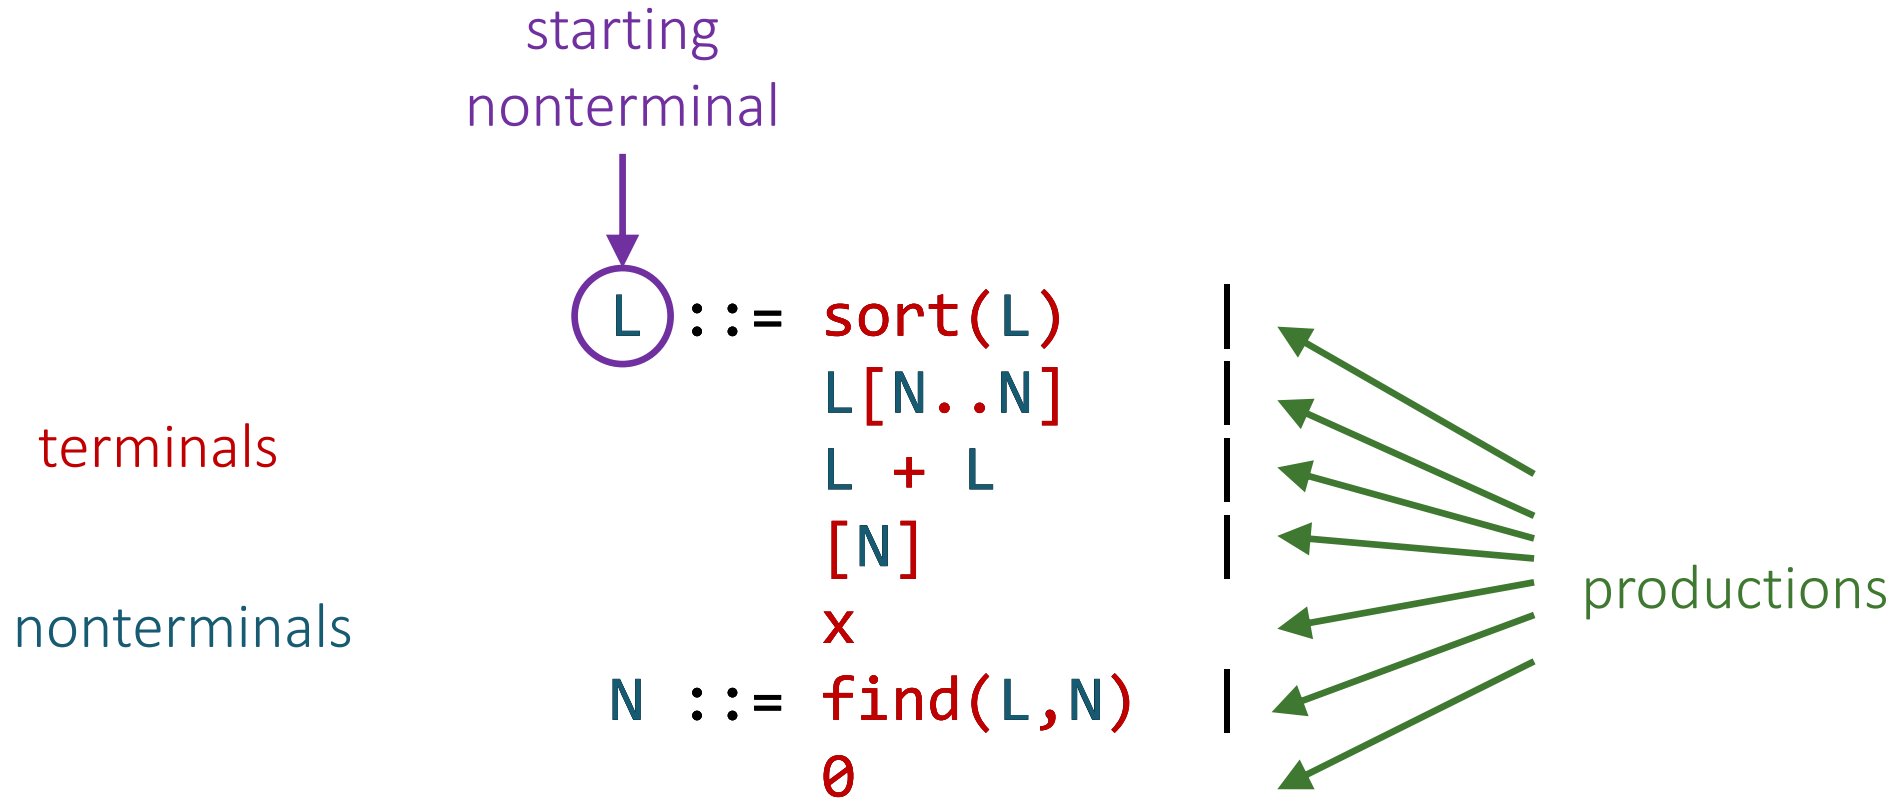 starting
nonterminal
L ::= sort(L) |
L[N..N] |
terminals
L + L |
[N] |
productions
nonterminals
x
N ::= find(L,N) |
0